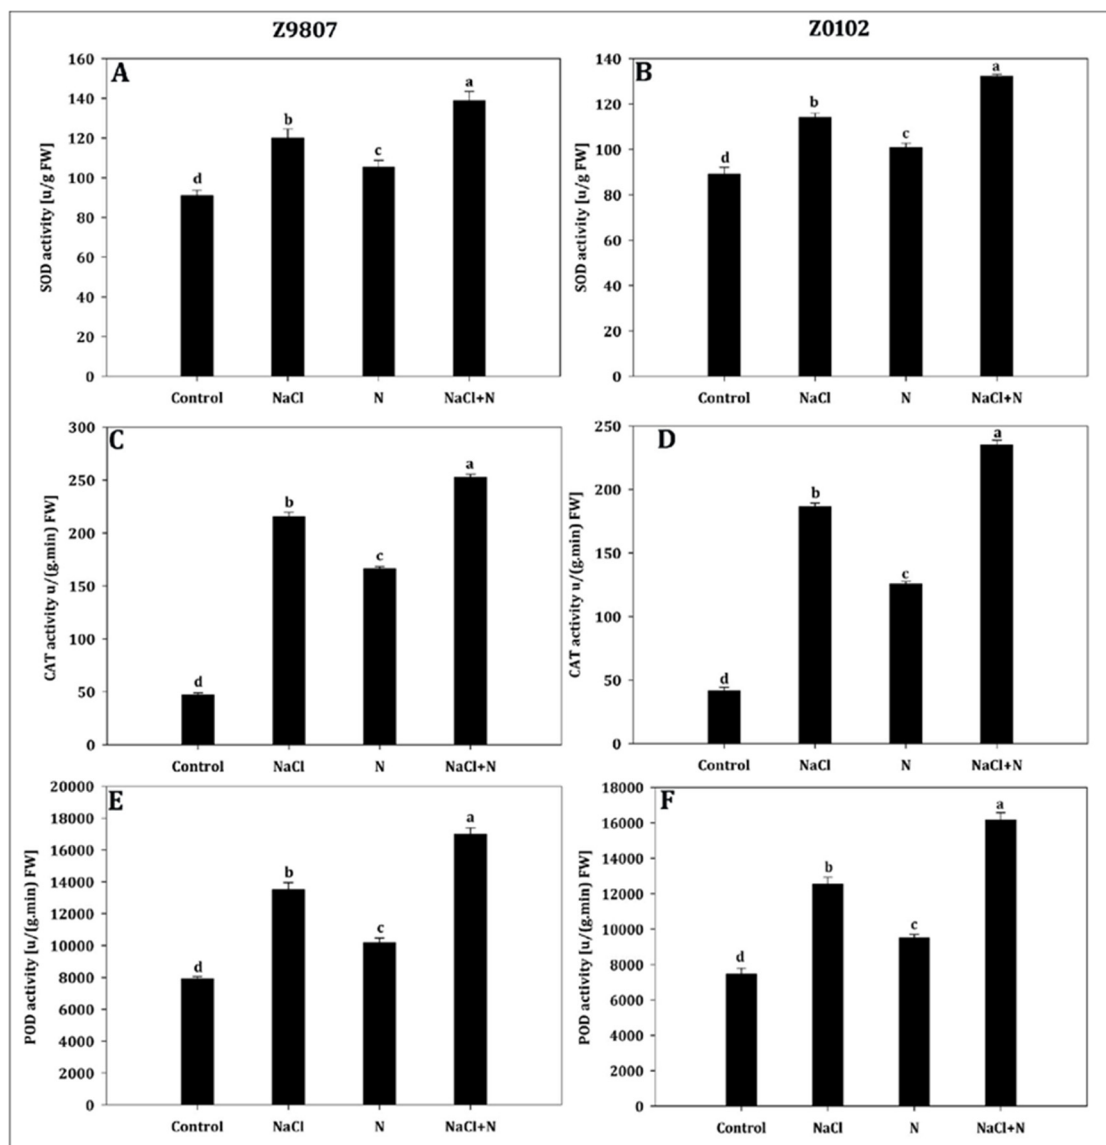 Z9807
Z0102
A
SOD activity [u/g FW]
160
140
120
100
80
60
40
20
0
d
b
c
a
Control NaCl N NaCl+N
B
SOD activity [u/g FW]
140
120
100
80
60
40
20
0
d
b
c
a
Control NaCl N NaCl+N
C
CAT activity u/(g.min) FW]
300
250
200
150
100
50
0
d
b
c
a
Control NaCl N NaCl+N
D
CAT activity u/(g.min) FW]
250
200
150
100
50
0
d
b
c
a
Control NaCl N NaCl+N
E
POD activity [u/(g.min) FW]
20000
18000
16000
14000
12000
10000
8000
6000
4000
2000
0
d
b
c
a
Control NaCl N NaCl+N
F
POD activity [u/(g.min) FW]
18000
16000
14000
12000
10000
8000
6000
4000
2000
0
d
b
c
a
Control NaCl N NaCl+N